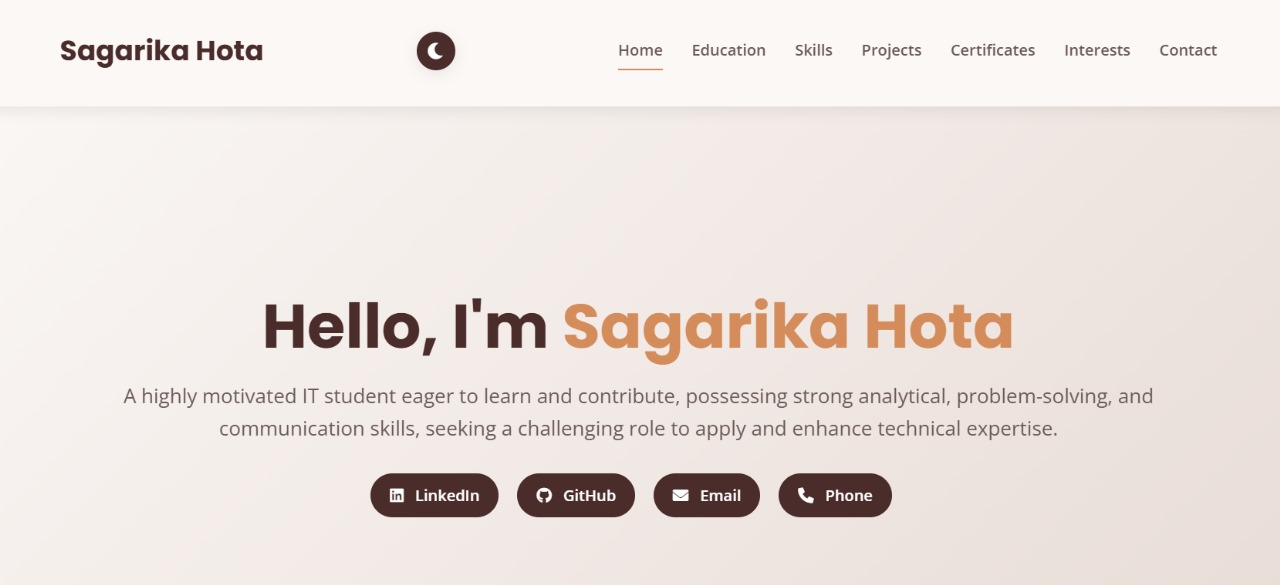 Sagarika Hota
Home Education Skills Projects Certificates Interests Contact
Hello, I'm Sagarika Hota
A highly motivated IT student eager to learn and contribute, possessing strong analytical, problem-solving, and
communication skills, seeking a challenging role to apply and enhance technical expertise.
LinkedIn GitHub Email Phone